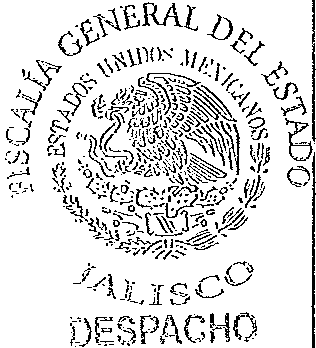 FISCALÍA GENERAL DEL ESTADO
ESTADOS UNIDOS MEXICANOS
JALISCO
DESPACHO